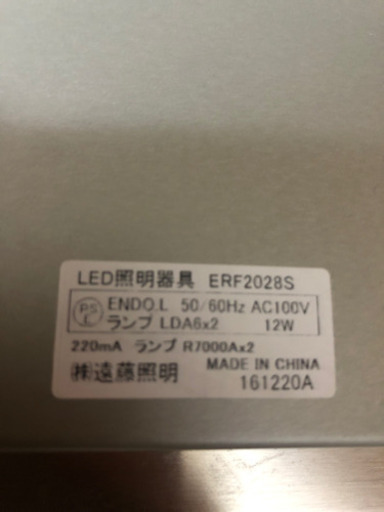 LED照明器具 ERF2028S
PS
E
ENDO.L 50/60Hz AC100V
ランプ LDA6x2 12W
220mA ランプ R7000Ax2
MADE IN CHINA
㈱遠藤照明 161220A